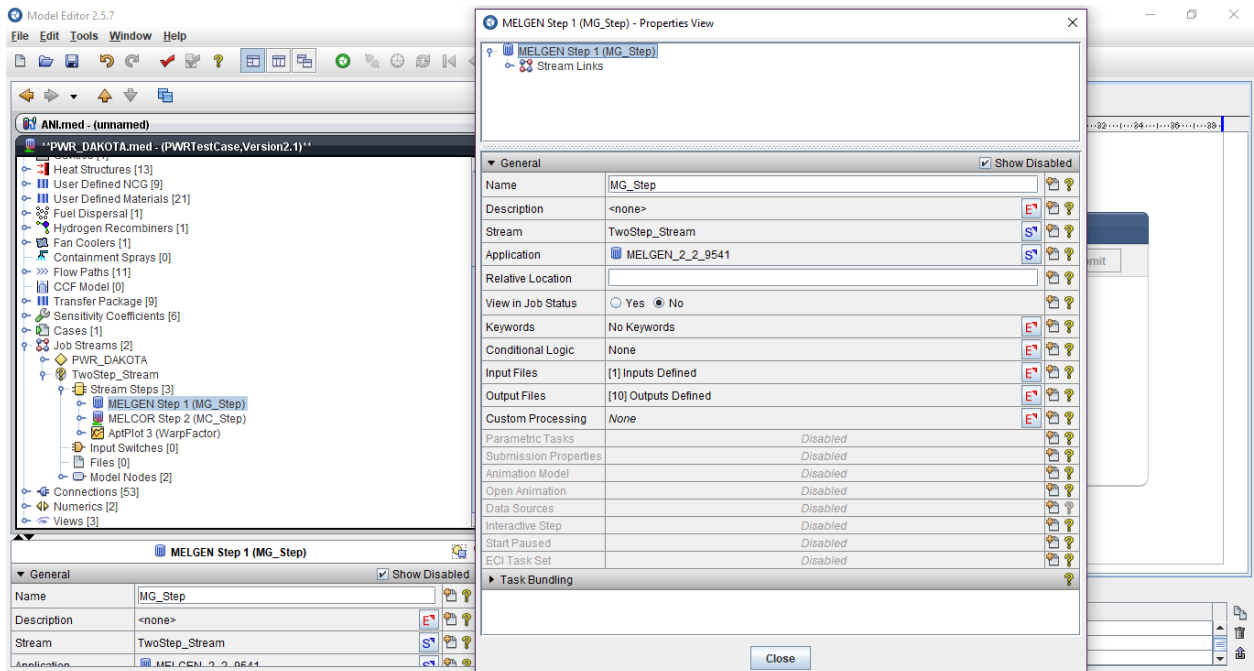 Model Editor 2.5.7
File Edit Tools Window Help
ANI.med - (unnamed)
**PWR_DAKOTA.med - (PWRTestCase,Version2.1)**
Heat Structures [13]
User Defined NCG [9]
User Defined Materials [21]
Fuel Dispersal [1]
Hydrogen Recombiners [1]
Fan Coolers [1]
Containment Sprays [0]
Flow Paths [11]
CCF Model [0]
Transfer Package [9]
Sensitivity Coefficients [6]
Cases [1]
Job Streams [2]
PWR_DAKOTA
TwoStep_Stream
Stream Steps [3]
MELGEN Step 1 (MG_Step)
MELCOR Step 2 (MC_Step)
AptPlot 3 (WarpFactor)
Input Switches [0]
Files [0]
Model Nodes [2]
Connections [53]
Numerics [2]
Views [3]
MELGEN Step 1 (MG_Step)
General Show Disabled
Name MG_Step
Description <none>
Stream TwoStep_Stream
Application MELGEN_2_2_9541
MELGEN Step 1 (MG_Step) - Properties View
MELGEN Step 1 (MG_Step)
Stream Links
General Show Disabled
Name MG_Step
Description <none>
Stream TwoStep_Stream
Application MELGEN_2_2_9541
Relative Location
View in Job Status Yes No
Keywords No Keywords
Conditional Logic None
Input Files [1] Inputs Defined
Output Files [10] Outputs Defined
Custom Processing None
Parametric Tasks Disabled
Submission Properties Disabled
Animation Model Disabled
Open Animation Disabled
Data Sources Disabled
Interactive Step Disabled
Start Paused Disabled
ECI Task Set Disabled
Task Bundling
Close
32 34 36 38
mit